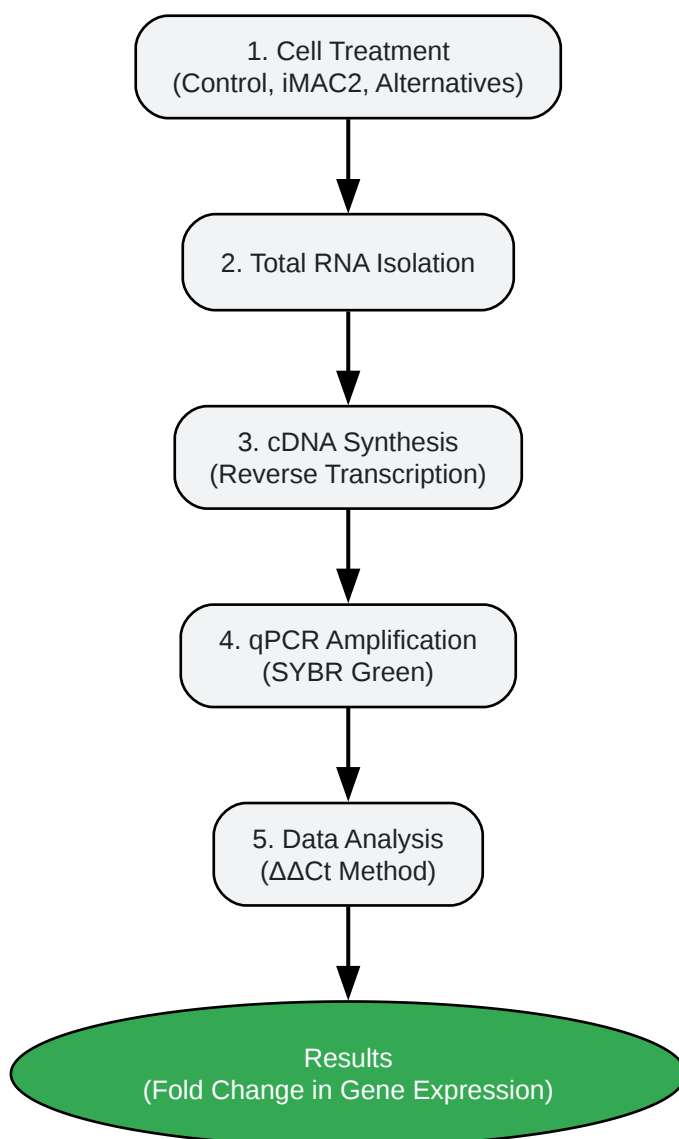 1. Cell Treatment
(Control, iMAC2, Alternatives)
2. Total RNA Isolation
3. cDNA Synthesis
(Reverse Transcription)
4. qPCR Amplification
(SYBR Green)
5. Data Analysis
(ΔΔCt Method)
Results
(Fold Change in Gene Expression)